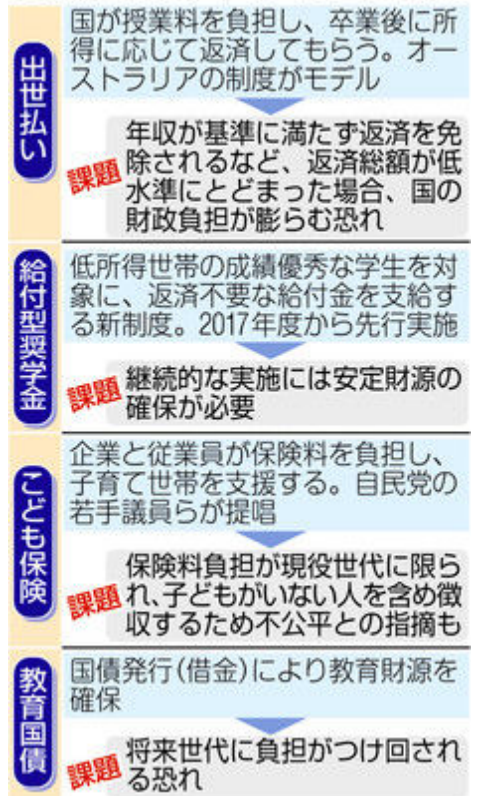 出世払い
国が授業料を負担し、卒業後に所
得に応じて返済してもらう。オー
ストラリアの制度がモデル
課題
年収が基準に満たず返済を免
除されるなど、返済総額が低
水準にとどまった場合、国の
財政負担が膨らむ恐れ
給付型奨学金
低所得世帯の成績優秀な学生を対
象に、返済不要な給付金を支給す
る新制度。2017年度から先行実施
課題
継続的な実施には安定財源の
確保が必要
こども保険
企業と従業員が保険料を負担し、
子育て世帯を支援する。自民党の
若手議員らが提唱
課題
保険料負担が現役世代に限ら
れ、子どもがいない人を含め徴
収するため不公平との指摘も
教育国債
国債発行(借金)により教育財源を
確保
課題
将来世代に負担がつけ回され
る恐れ